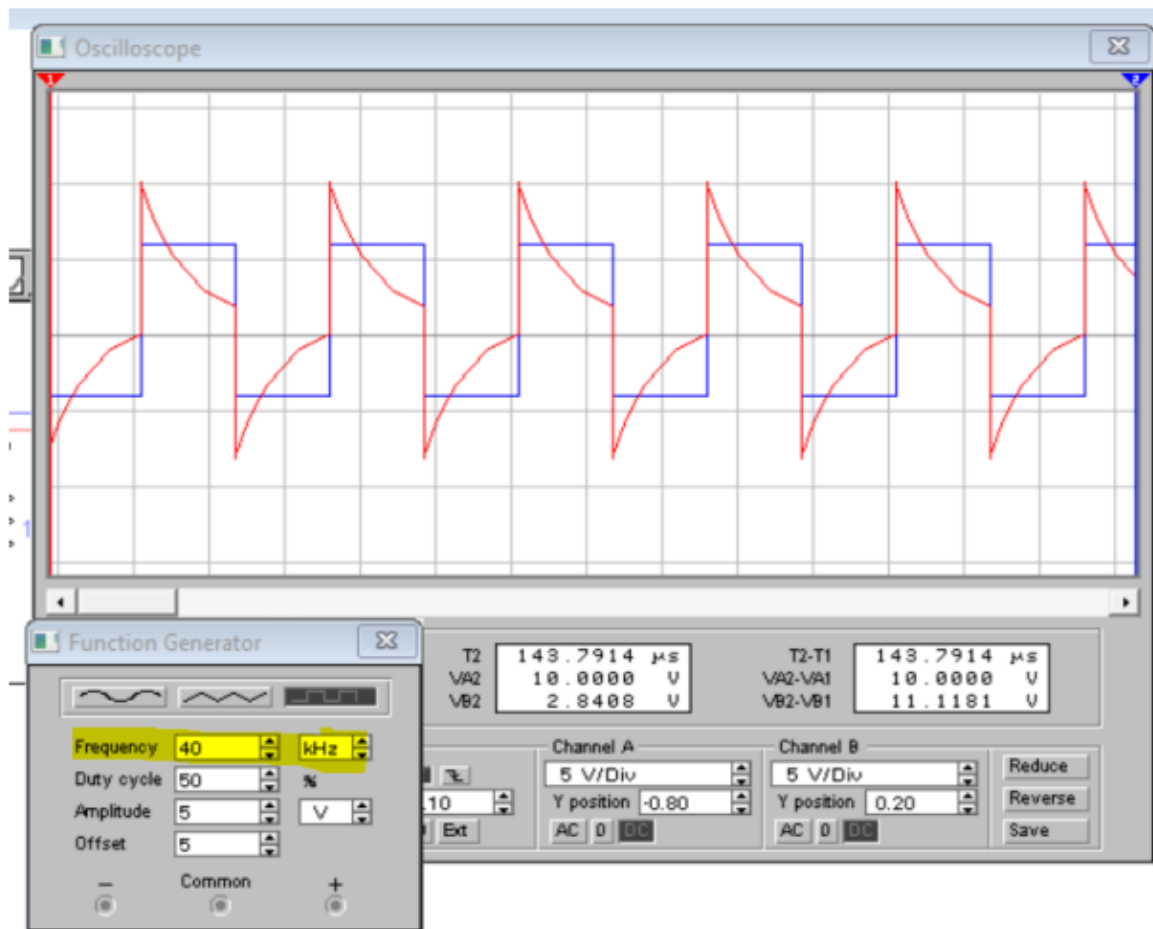 Oscilloscope
1 2
1
Function Generator
T2 143.7914 µs T2-T1 143.7914 µs
VA2 10.0000 V VA2-VA1 10.0000 V
VB2 2.8408 V VB2-VB1 11.1181 V
Frequency 40 kHz
Duty cycle 50 %
Amplitude 5 V
Offset 5
− Common +
.10 Ext
Channel A
5 V/Div
Y position -0.80
AC 0 DC
Channel B
5 V/Div
Y position 0.20
AC 0 DC
Reduce
Reverse
Save